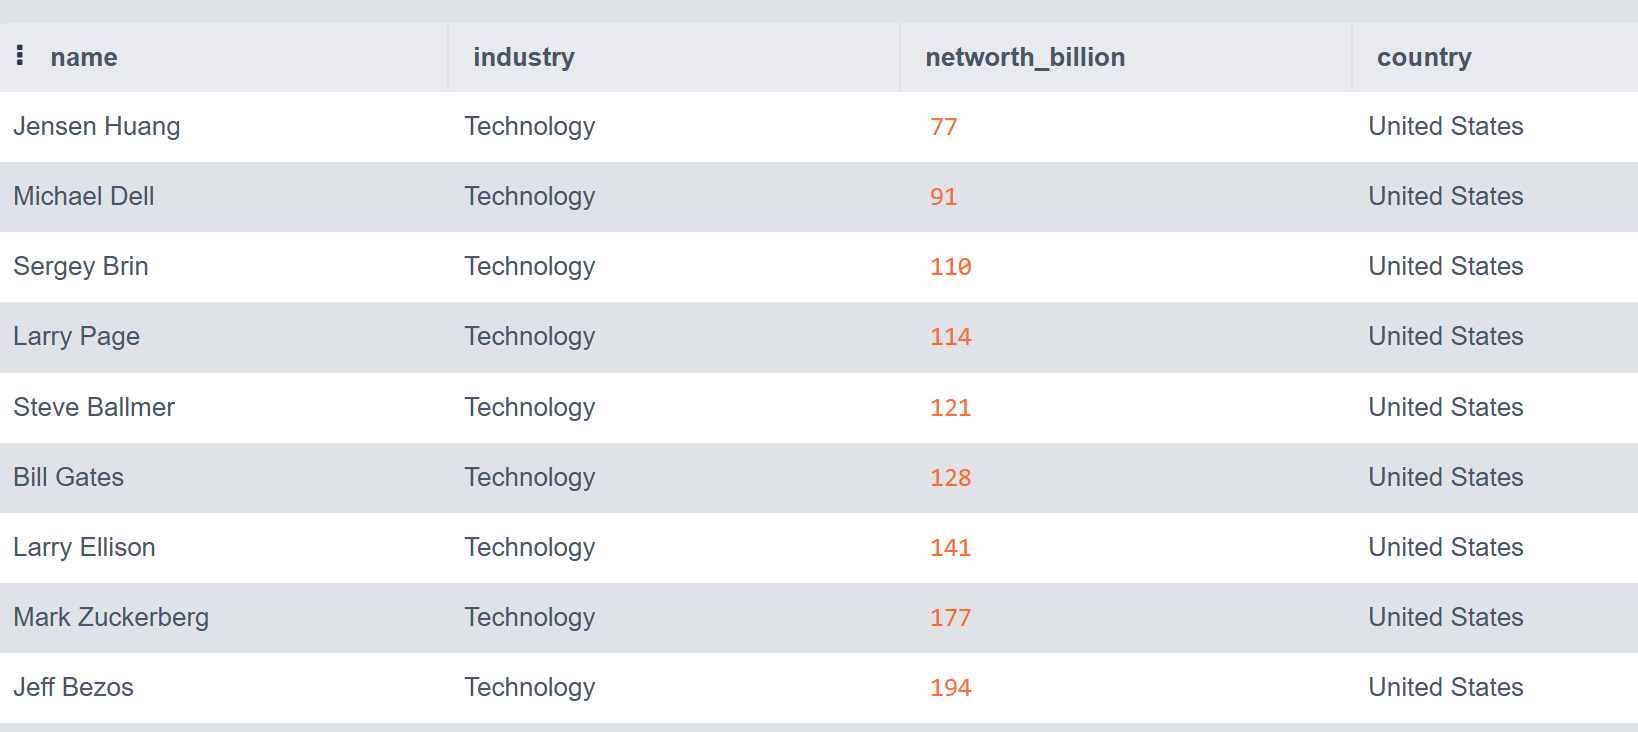 name industry networth_billion country
Jensen Huang Technology 77 United States
Michael Dell Technology 91 United States
Sergey Brin Technology 110 United States
Larry Page Technology 114 United States
Steve Ballmer Technology 121 United States
Bill Gates Technology 128 United States
Larry Ellison Technology 141 United States
Mark Zuckerberg Technology 177 United States
Jeff Bezos Technology 194 United States